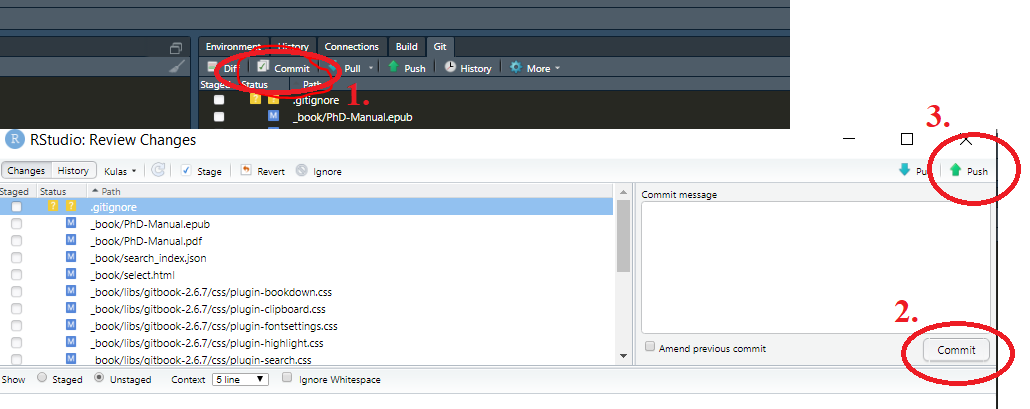 Environment History Connections Build Git
Diff Commit Pull Push History More
Staged Status Path
1.
? ? .gitignore
M _book/PhD-Manual.epub
3.
R RStudio: Review Changes
Changes History Kulas Stage Revert Ignore Pu Push
Staged Status Path
Commit message
? ? .gitignore
M _book/PhD-Manual.epub
M _book/PhD-Manual.pdf
M _book/search_index.json
M _book/select.html
M _book/libs/gitbook-2.6.7/css/plugin-bookdown.css
M _book/libs/gitbook-2.6.7/css/plugin-clipboard.css
M _book/libs/gitbook-2.6.7/css/plugin-fontsettings.css
M _book/libs/gitbook-2.6.7/css/plugin-highlight.css
M _book/libs/gitbook-2.6.7/css/plugin-search.css
2.
Amend previous commit Commit
Show Staged Unstaged Context 5 line Ignore Whitespace